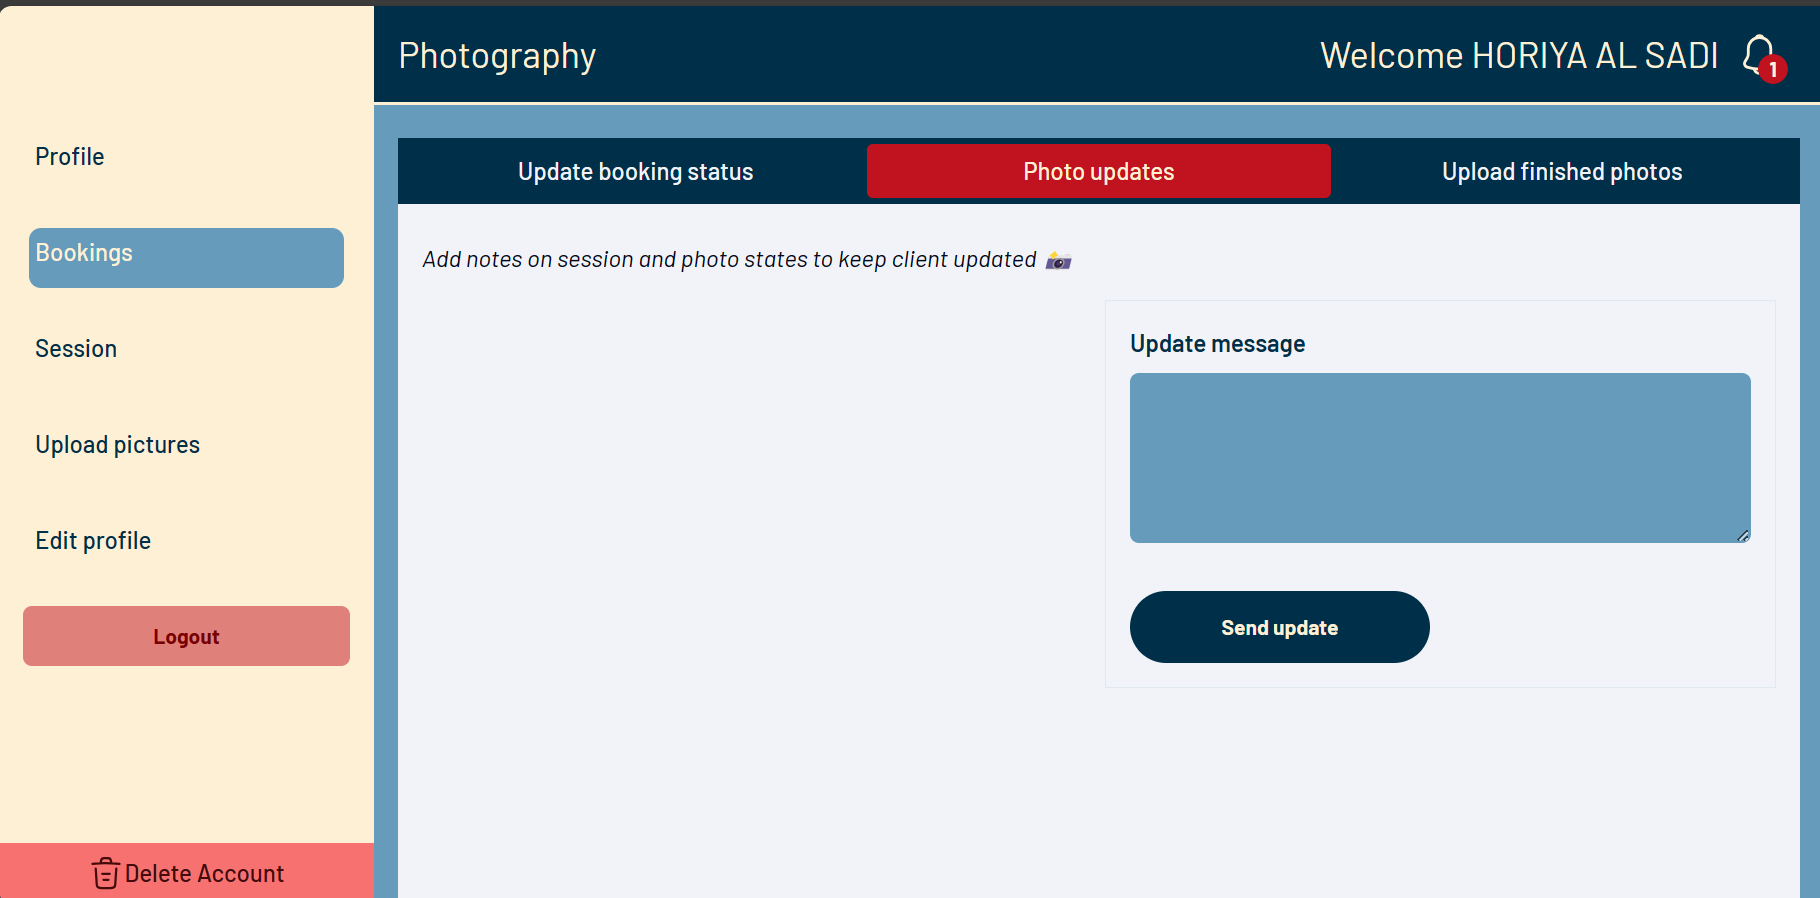 Photography
Welcome HORIYA AL SADI
1
Profile
Bookings
Session
Upload pictures
Edit profile
Logout
Delete Account
Update booking status
Photo updates
Upload finished photos
Add notes on session and photo states to keep client updated 📸
Update message
Send update